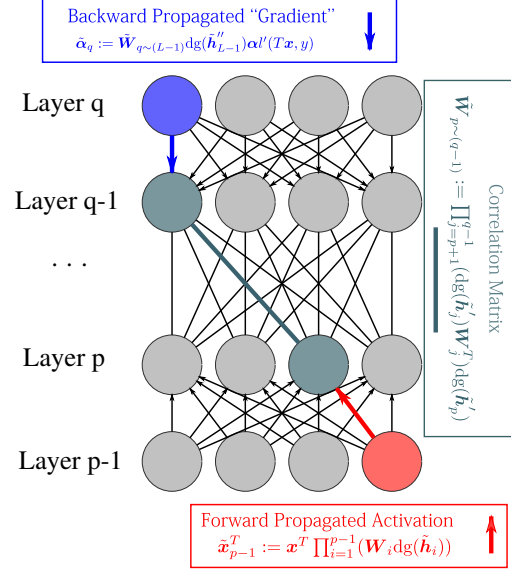 Backward Propagated “Gradient”
α̃_q := W̃_{q∼(L−1)}dg(h̃''_{L−1})αl′(Tx, y)
Layer q
Layer q-1
. . .
Layer p
Layer p-1
Correlation Matrix
W̃_{p∼(q−1)} := ∏_{j=p+1}^{q−1}(dg(h̃'_j)W_j^T)dg(h̃'_p)
Forward Propagated Activation
x̃_{p−1}^T := x^T ∏_{i=1}^{p−1}(W_i dg(h̃_i))